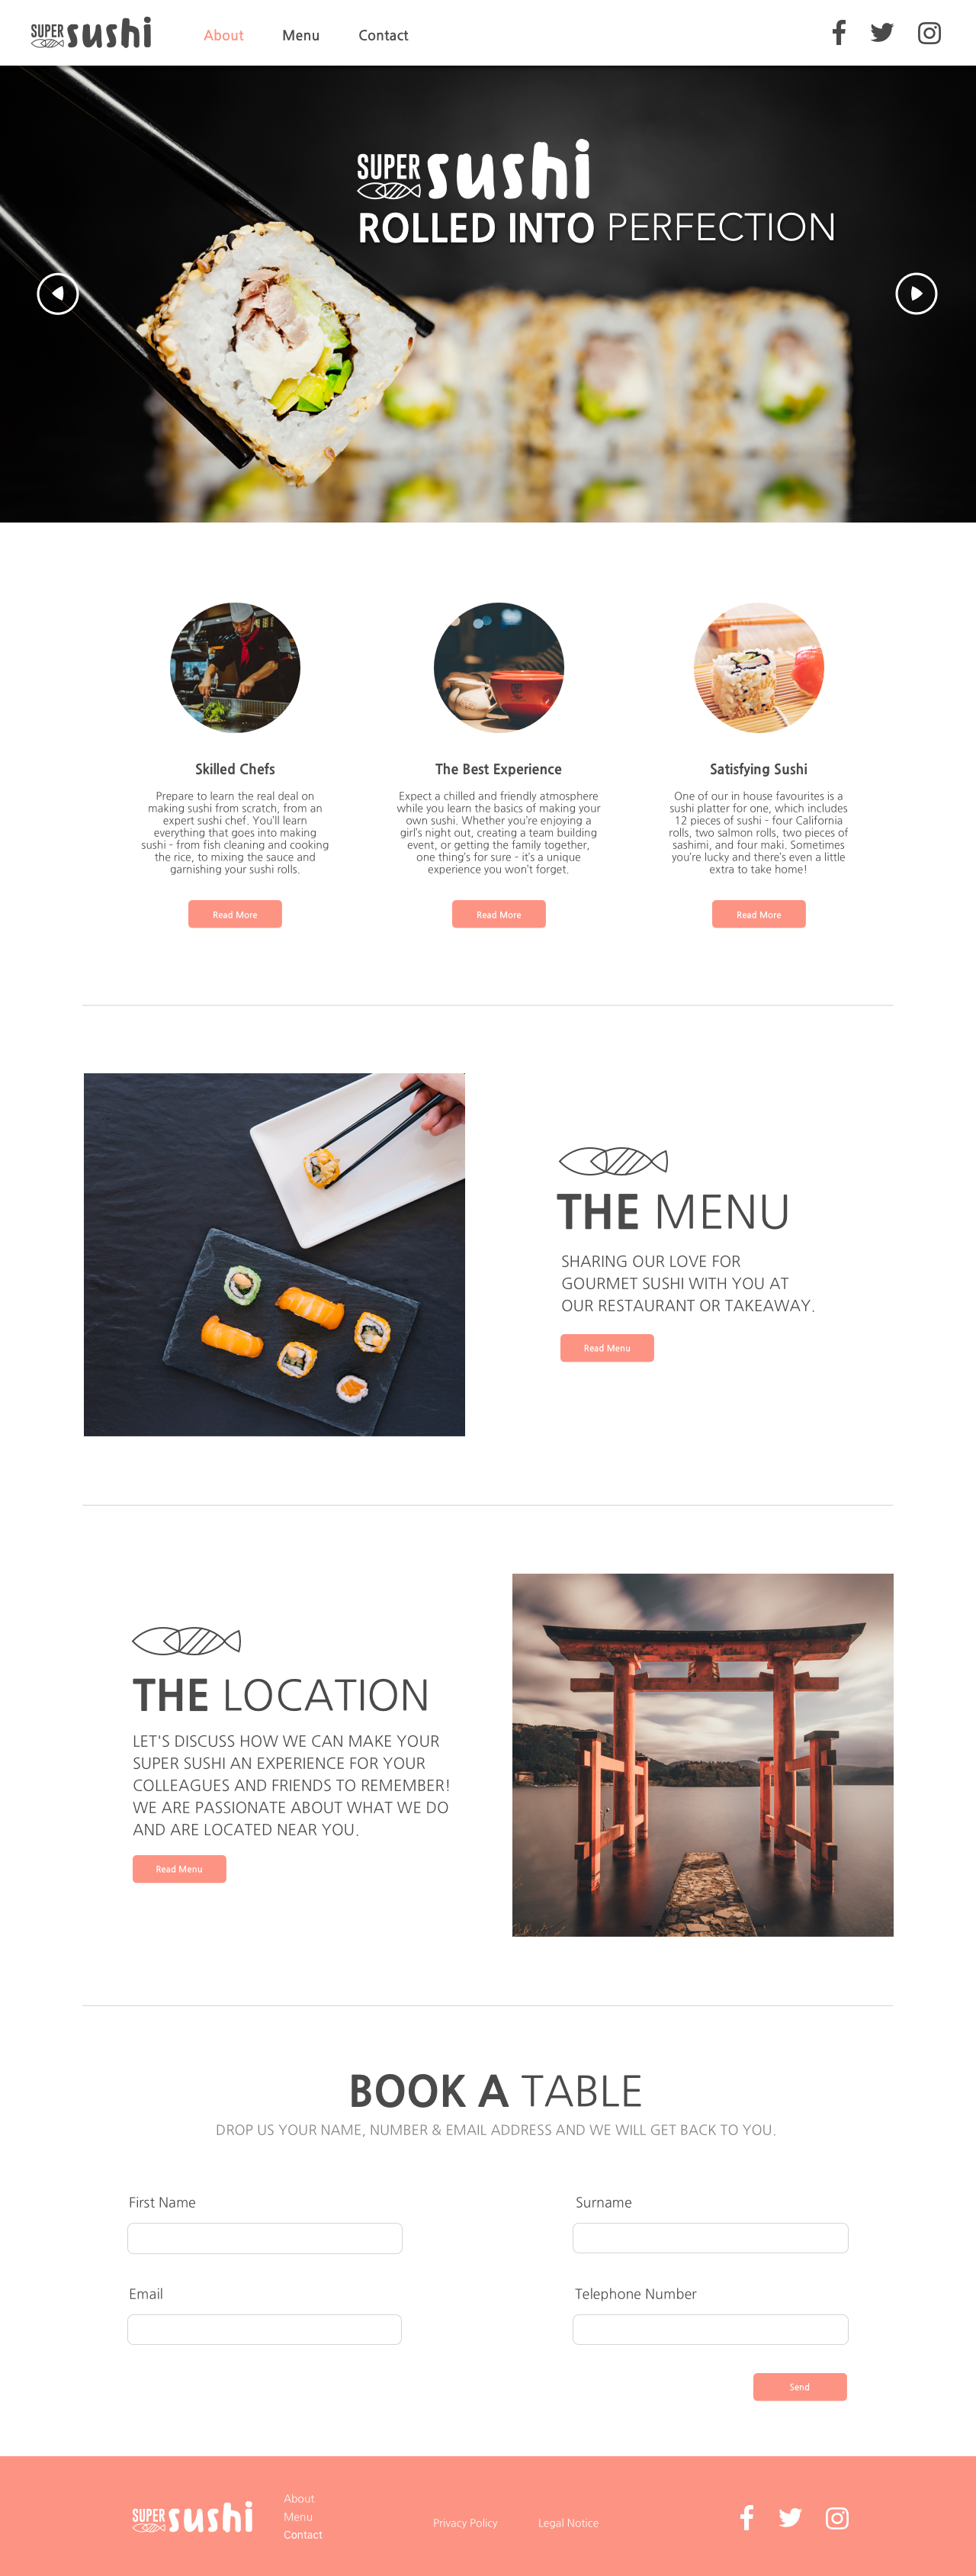 SUPER sushi
About Menu Contact
SUPER sushi
ROLLED INTO PERFECTION
Skilled Chefs
Prepare to learn the real deal on
making sushi from scratch, from an
expert sushi chef. You'll learn
everything that goes into making
sushi - from fish cleaning and cooking
the rice, to mixing the sauce and
garnishing your sushi rolls.
Read More
The Best Experience
Expect a chilled and friendly atmosphere
while you learn the basics of making your
own sushi. Whether you're enjoying a
girl's night out, creating a team building
event, or getting the family together,
one thing's for sure - it's a unique
experience you won't forget.
Read More
Satisfying Sushi
One of our in house favourites is a
sushi platter for one, which includes
12 pieces of sushi - four California
rolls, two salmon rolls, two pieces of
sashimi, and four maki. Sometimes
you're lucky and there's even a little
extra to take home!
Read More
THE MENU
SHARING OUR LOVE FOR
GOURMET SUSHI WITH YOU AT
OUR RESTAURANT OR TAKEAWAY.
Read Menu
THE LOCATION
LET'S DISCUSS HOW WE CAN MAKE YOUR
SUPER SUSHI AN EXPERIENCE FOR YOUR
COLLEAGUES AND FRIENDS TO REMEMBER!
WE ARE PASSIONATE ABOUT WHAT WE DO
AND ARE LOCATED NEAR YOU.
Read Menu
BOOK A TABLE
DROP US YOUR NAME, NUMBER & EMAIL ADDRESS AND WE WILL GET BACK TO YOU.
First Name
Surname
Email
Telephone Number
Send
SUPER sushi
About
Menu
Contact
Privacy Policy
Legal Notice